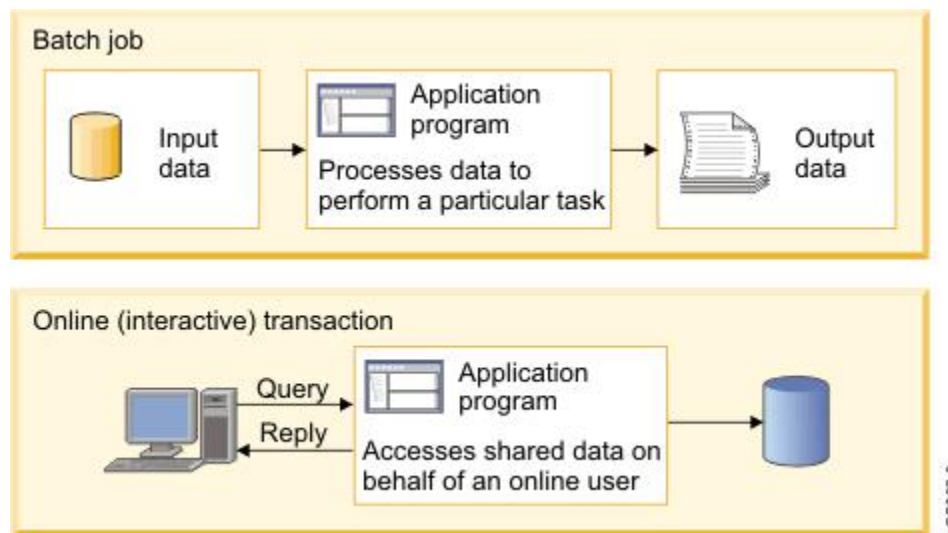 Batch job
Input
data
Application
program
Processes data to
perform a particular task
Output
data
Online (interactive) transaction
Query
Reply
Application
program
Accesses shared data on
behalf of an online user